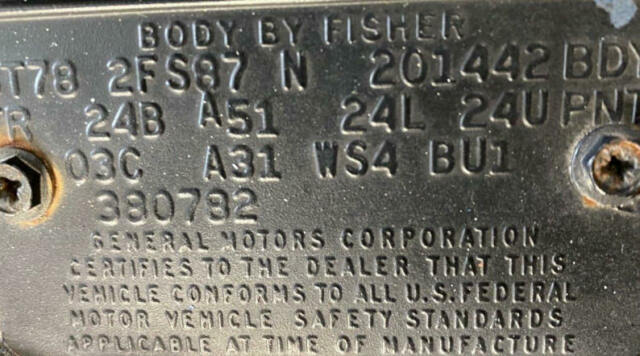 BODY BY FISHER
ST78 2FS87 N 201442 BDY
TR 24B A51 24L 24U PNT
03C A31 WS4 BU1
380782
GENERAL MOTORS CORPORATION
CERTIFIES TO THE DEALER THAT THIS
VEHICLE CONFORMS TO ALL U.S. FEDERAL
MOTOR VEHICLE SAFETY STANDARDS
APPLICABLE AT TIME OF MANUFACTURE